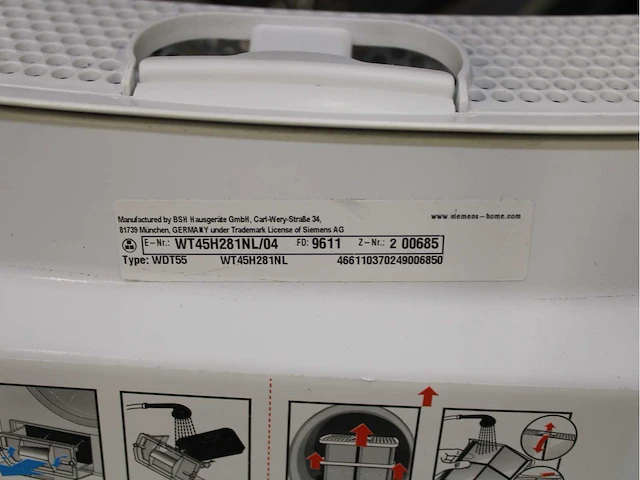 Manufactured by BSH Hausgeräte GmbH, Carl-Wery-Straße 34,
www.siemens-home.com
81739 München, GERMANY under Trademark License of Siemens AG
E-Nr.: WT45H281NL/04 FD: 9611 Z-Nr.: 2 00685
Type: WDT55 WT45H281NL 466110370249006850